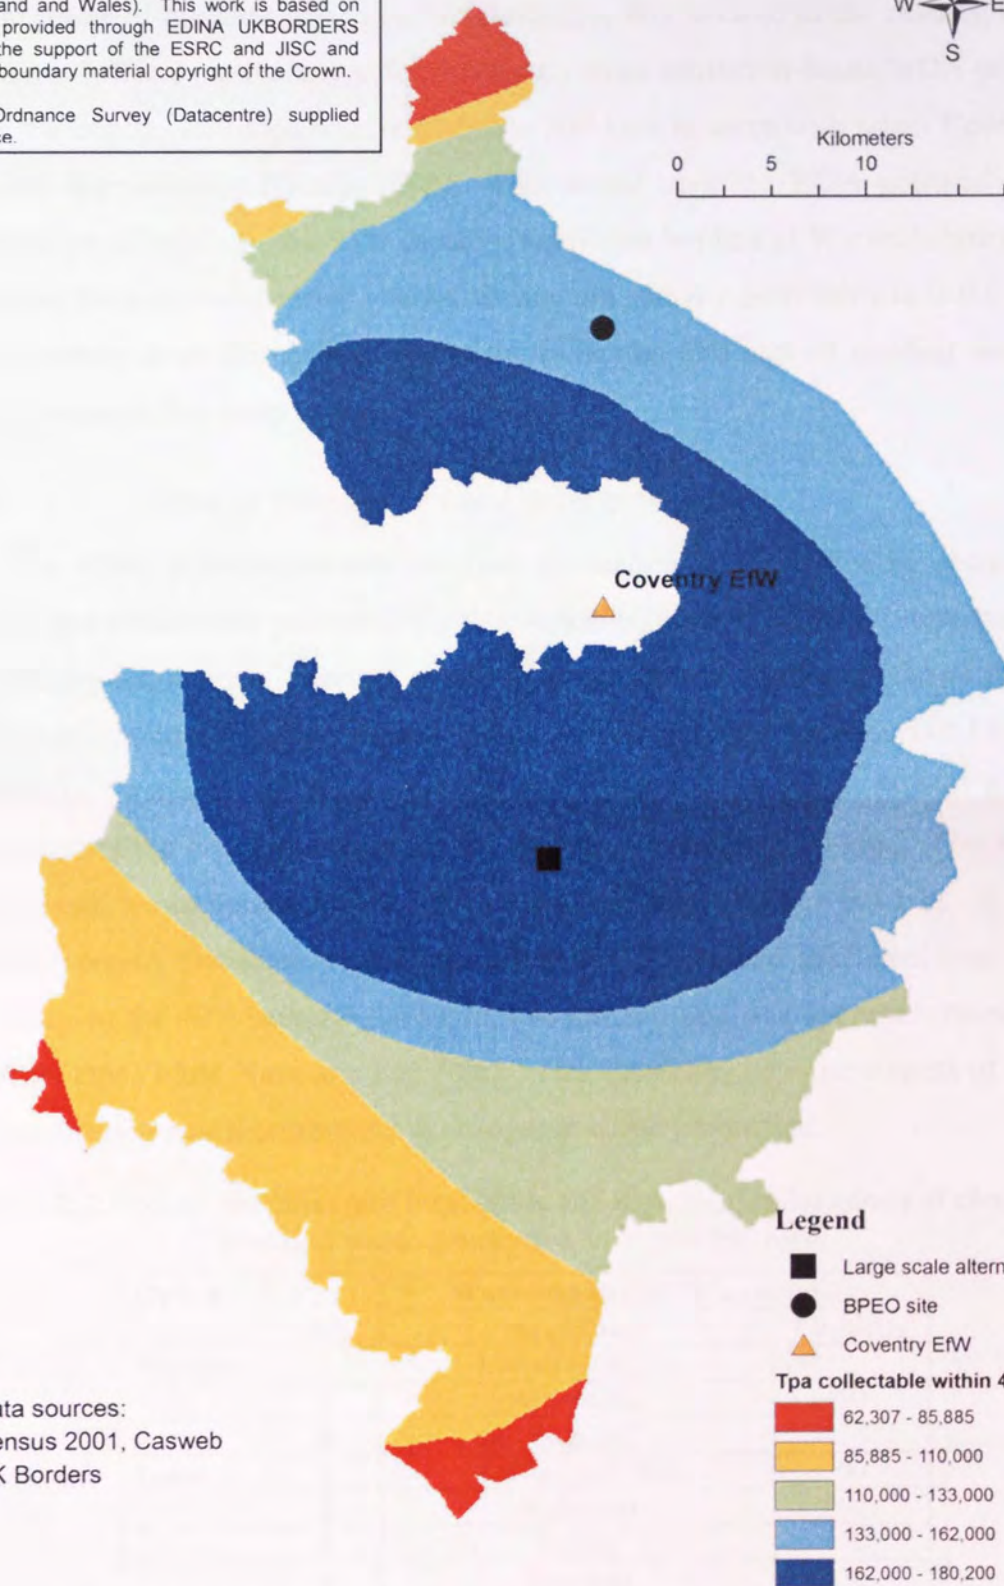 and and Wales). This work is based on
provided through EDINA UKBORDERS
the support of the ESRC and JISC and
boundary material copyright of the Crown.
Ordnance Survey (Datacentre) supplied
W
E
S
Kilometers
0 5 10
Coventry EfW
Legend
Large scale altern
BPEO site
Coventry EfW
Tpa collectable within 4
62,307 - 85,885
85,885 - 110,000
110,000 - 133,000
133,000 - 162,000
162,000 - 180,200
ta sources:
ensus 2001, Casweb
K Borders